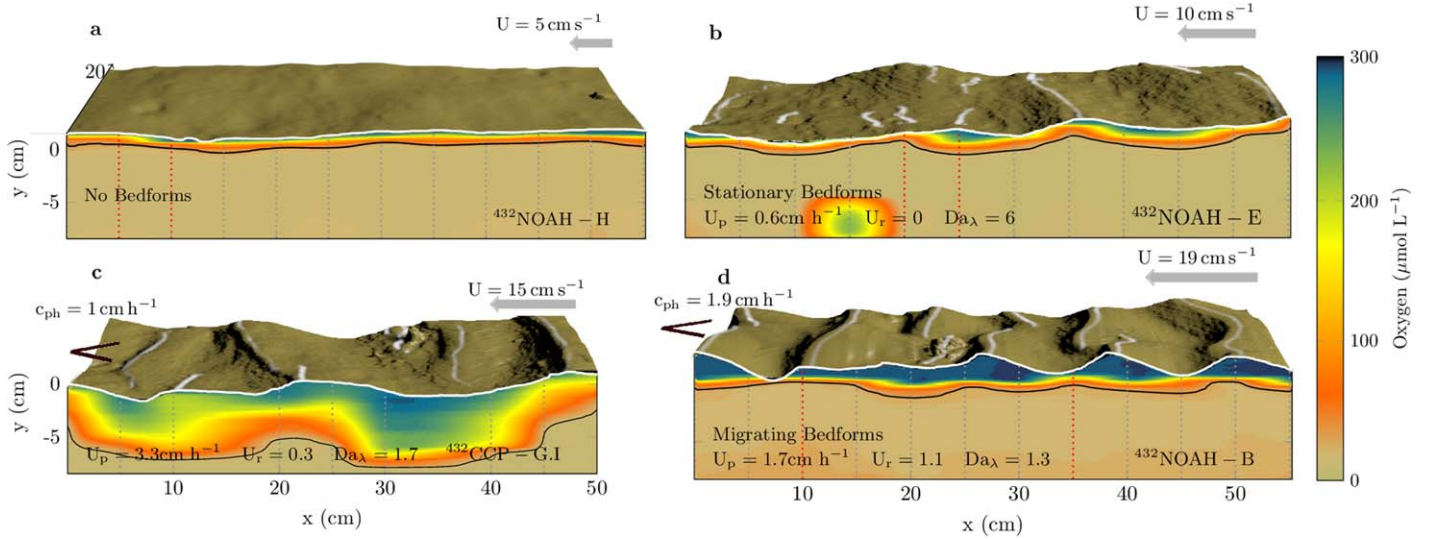 a
U = 5 cm s⁻¹
20
y (cm)
0
-5
No Bedforms
⁴³²NOAH – H
b
U = 10 cm s⁻¹
Stationary Bedforms
Uₚ = 0.6cm h⁻¹ Uᵣ = 0 Da_λ = 6
⁴³²NOAH – E
c
U = 15 cm s⁻¹
c_ph = 1 cm h⁻¹
y (cm)
0
-5
Uₚ = 3.3cm h⁻¹ Uᵣ = 0.3 Da_λ = 1.7 ⁴³²CCP – G.I
10 20 30 40 50
x (cm)
d
U = 19 cm s⁻¹
c_ph = 1.9 cm h⁻¹
Migrating Bedforms
Uₚ = 1.7cm h⁻¹ Uᵣ = 1.1 Da_λ = 1.3
⁴³²NOAH – B
10 20 30 40 50
x (cm)
300
200
100
0
Oxygen (μmol L⁻¹)